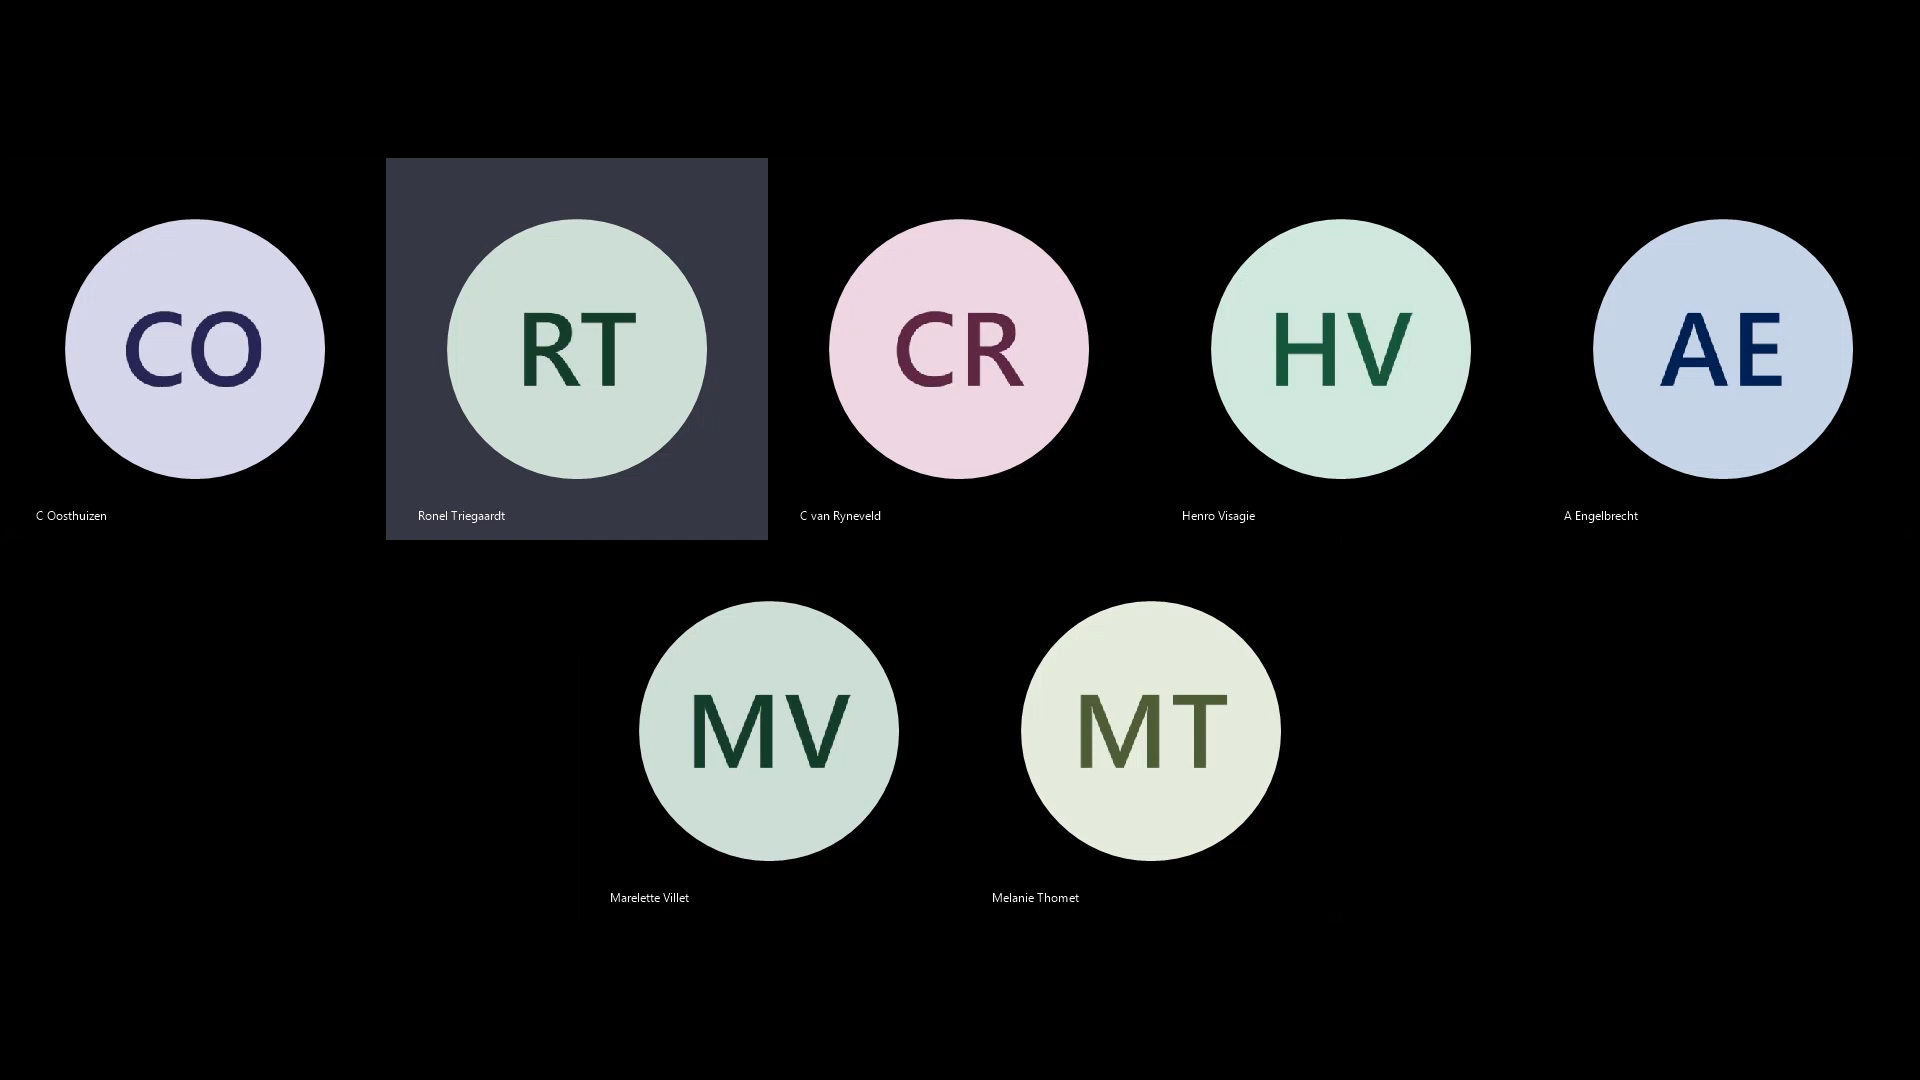 CO
RT
CR
HV
AE
C Oosthuizen
Ronel Triegaardt
C van Ryneveld
Henro Visagie
A Engelbrecht
MV
MT
Marelette Villet
Melanie Thomet